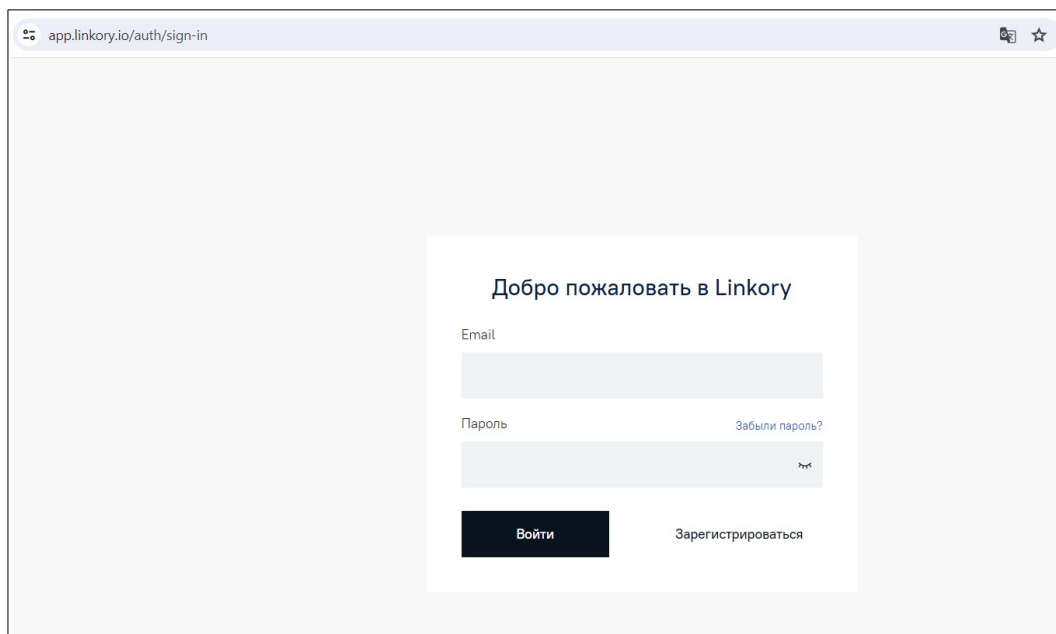 app.linkory.io/auth/sign-in
Добро пожаловать в Linkory
Email
Пароль Забыли пароль?
Войти Зарегистрироваться